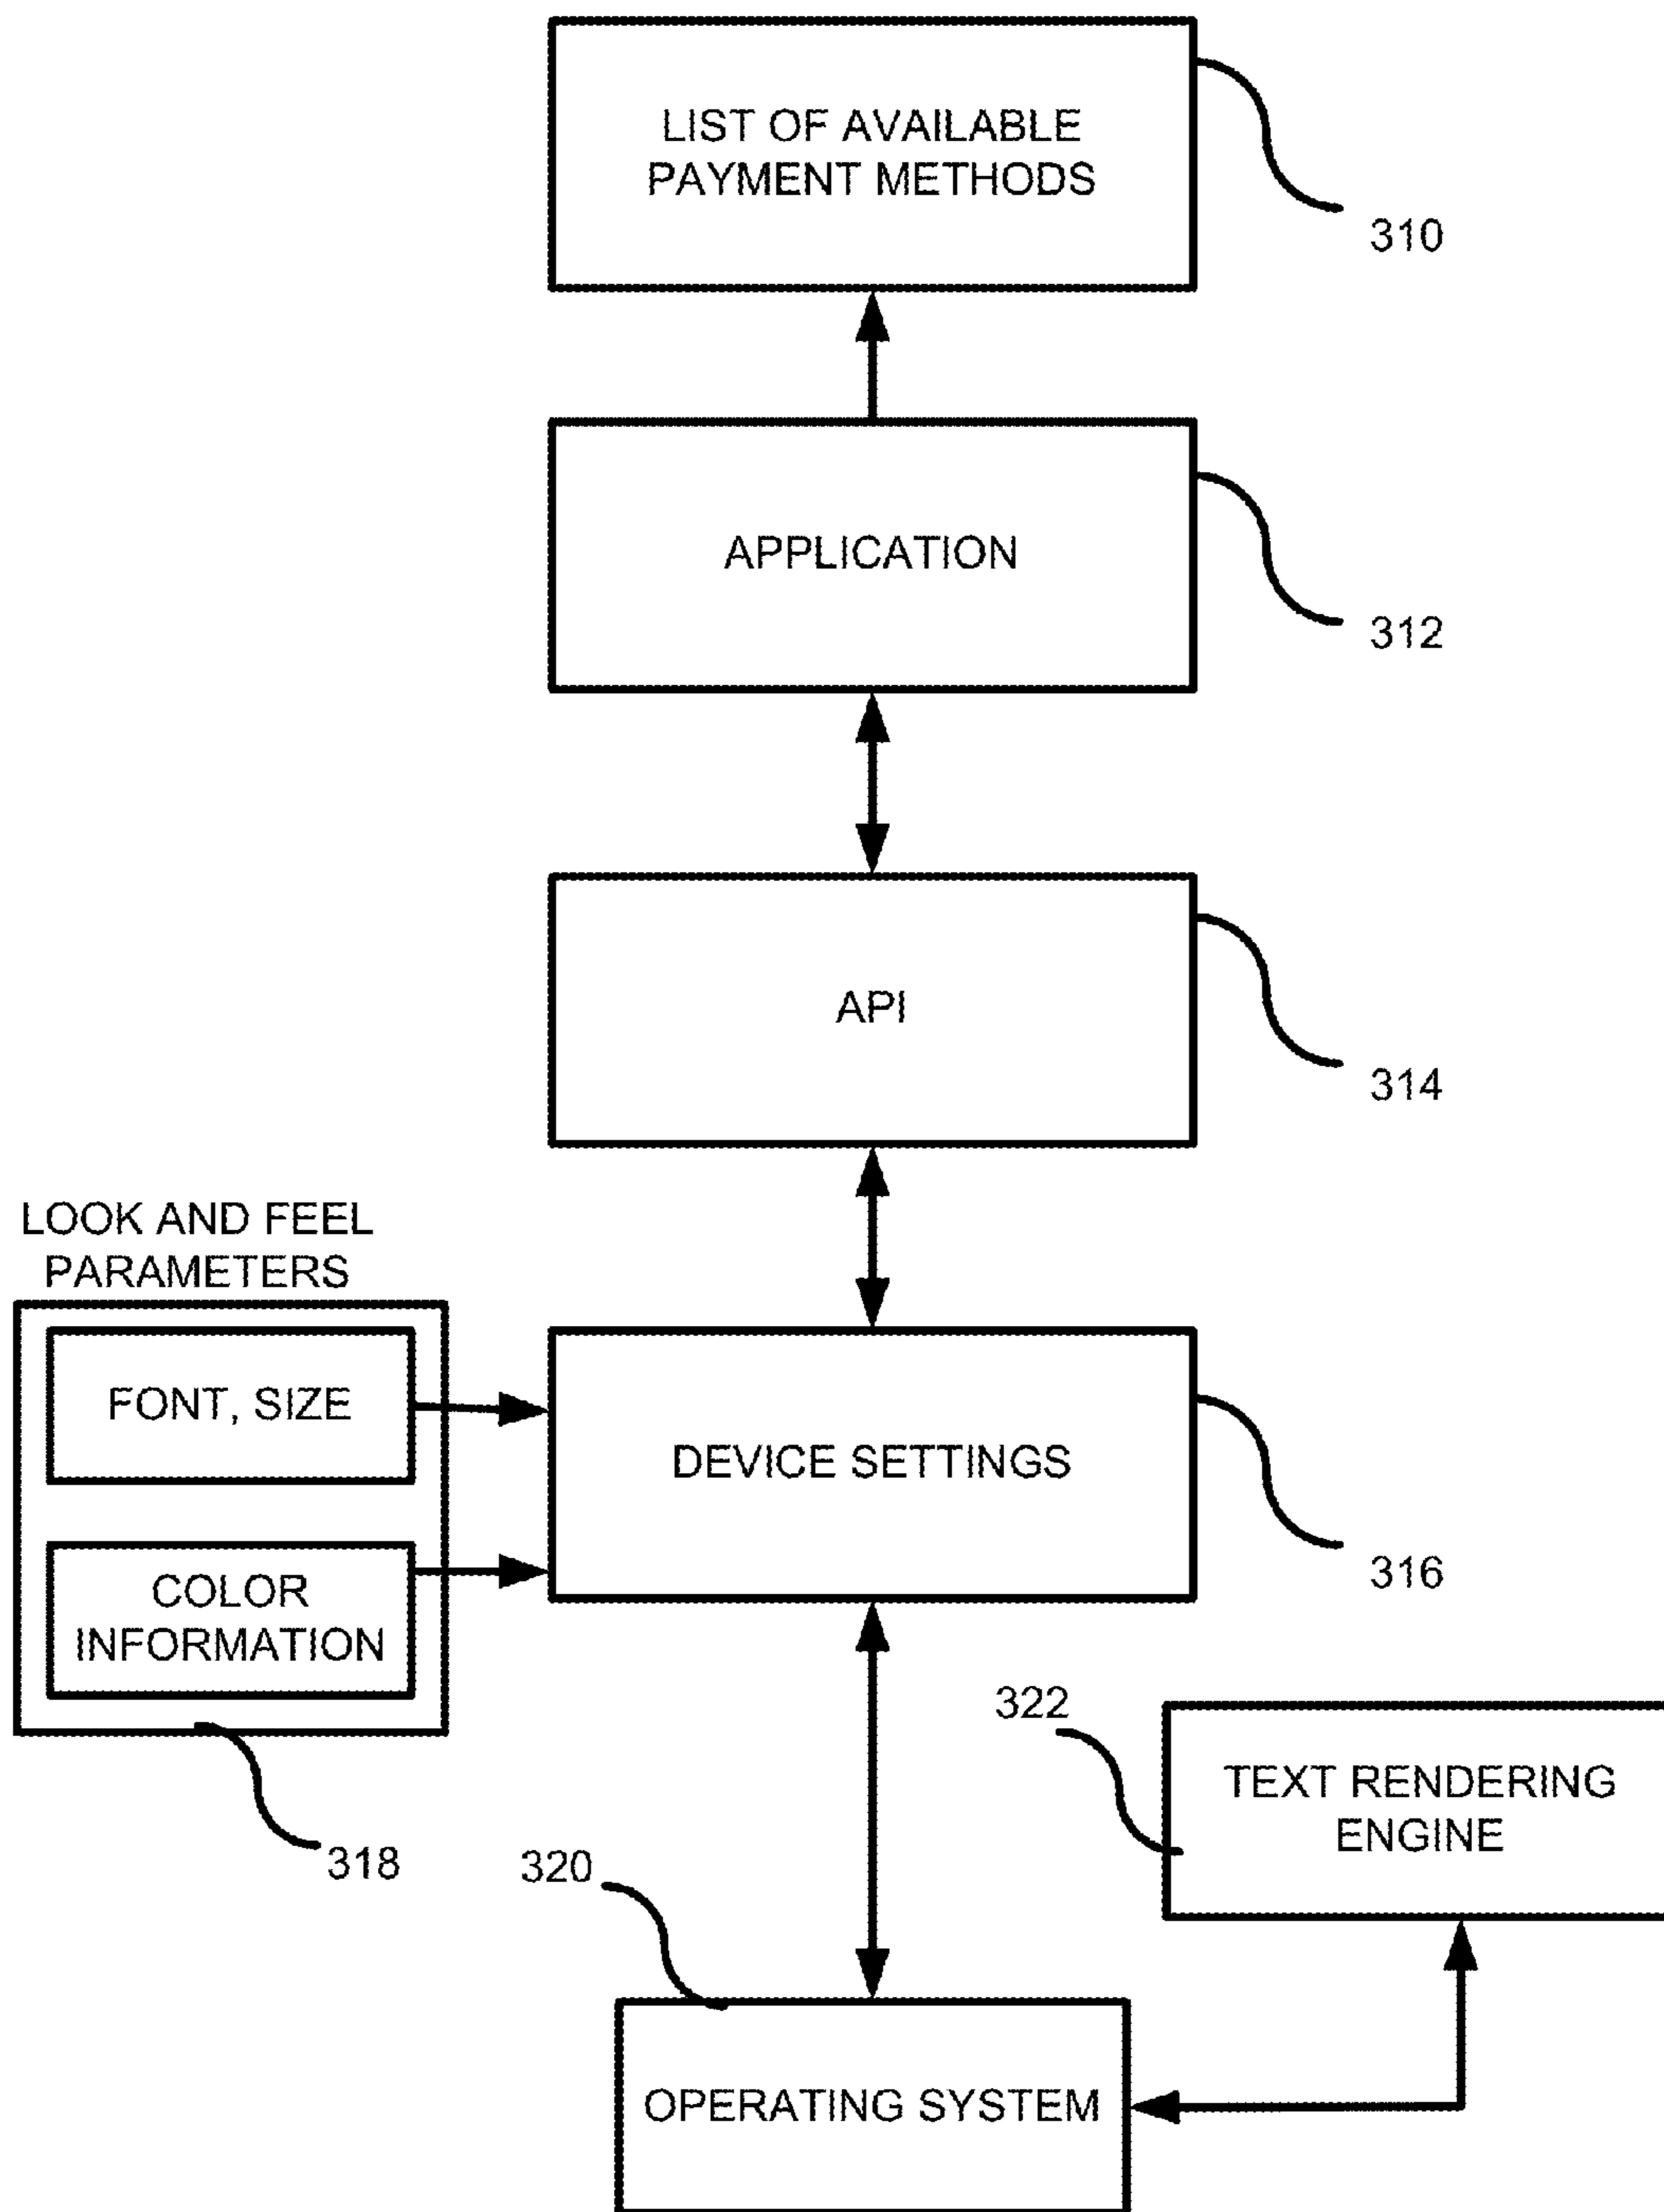 LIST OF AVAILABLE
PAYMENT METHODS
310
APPLICATION
312
API
314
LOOK AND FEEL
PARAMETERS
FONT, SIZE
DEVICE SETTINGS
COLOR
INFORMATION
316
322
TEXT RENDERING
ENGINE
318
320
OPERATING SYSTEM